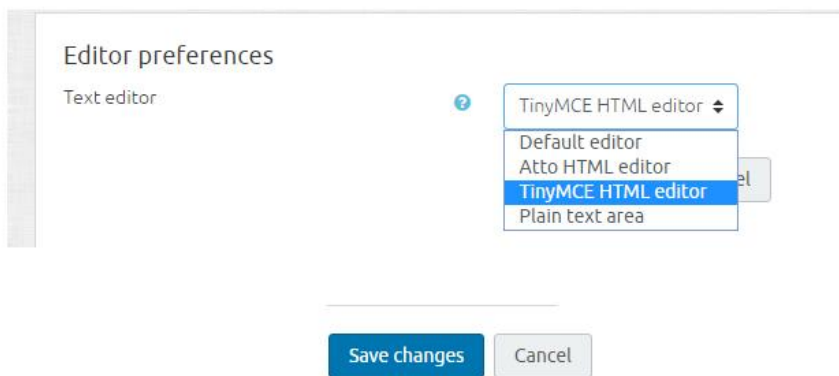 Editor preferences
Text editor
TinyMCE HTML editor
Default editor
Atto HTML editor
TinyMCE HTML editor
Plain text area
el
Save changes
Cancel